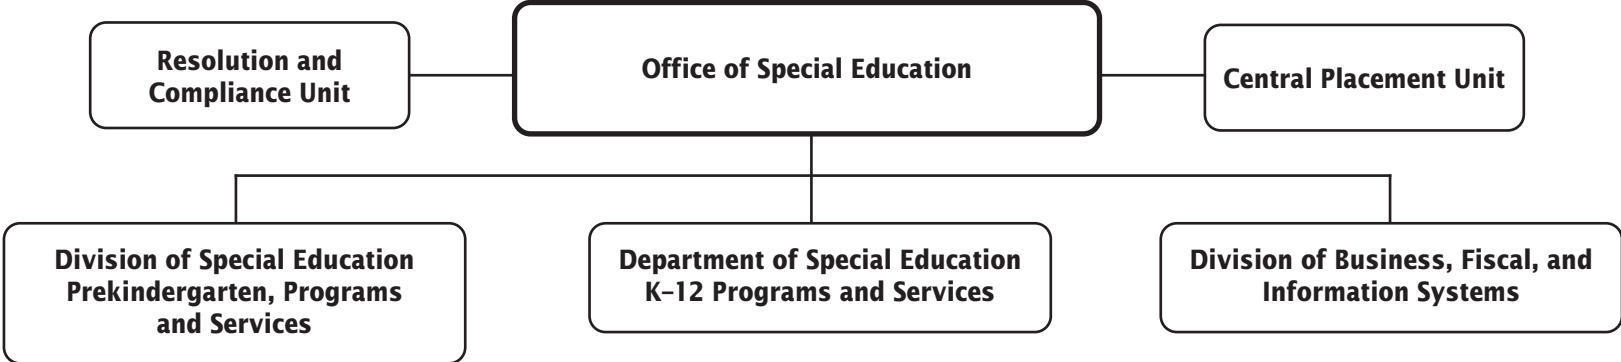 Resolution and
Compliance Unit
Office of Special Education
Central Placement Unit
Division of Special Education
Prekindergarten, Programs
and Services
Department of Special Education
K–12 Programs and Services
Division of Business, Fiscal, and
Information Systems